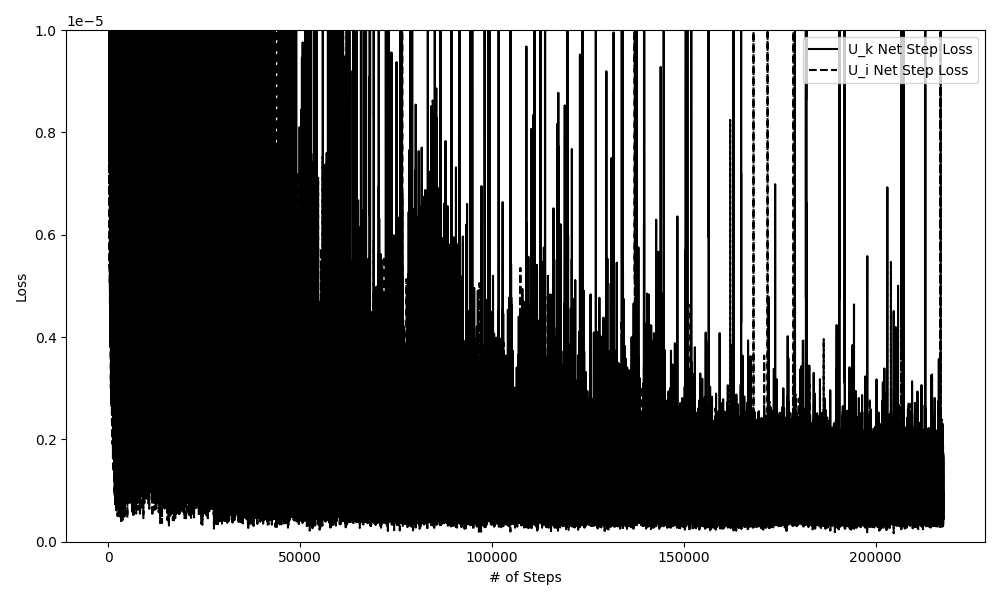 1e−5
1.0
0.8
0.6
0.4
0.2
0.0
Loss
U_k Net Step Loss
U_i Net Step Loss
0
50000
100000
150000
200000
# of Steps